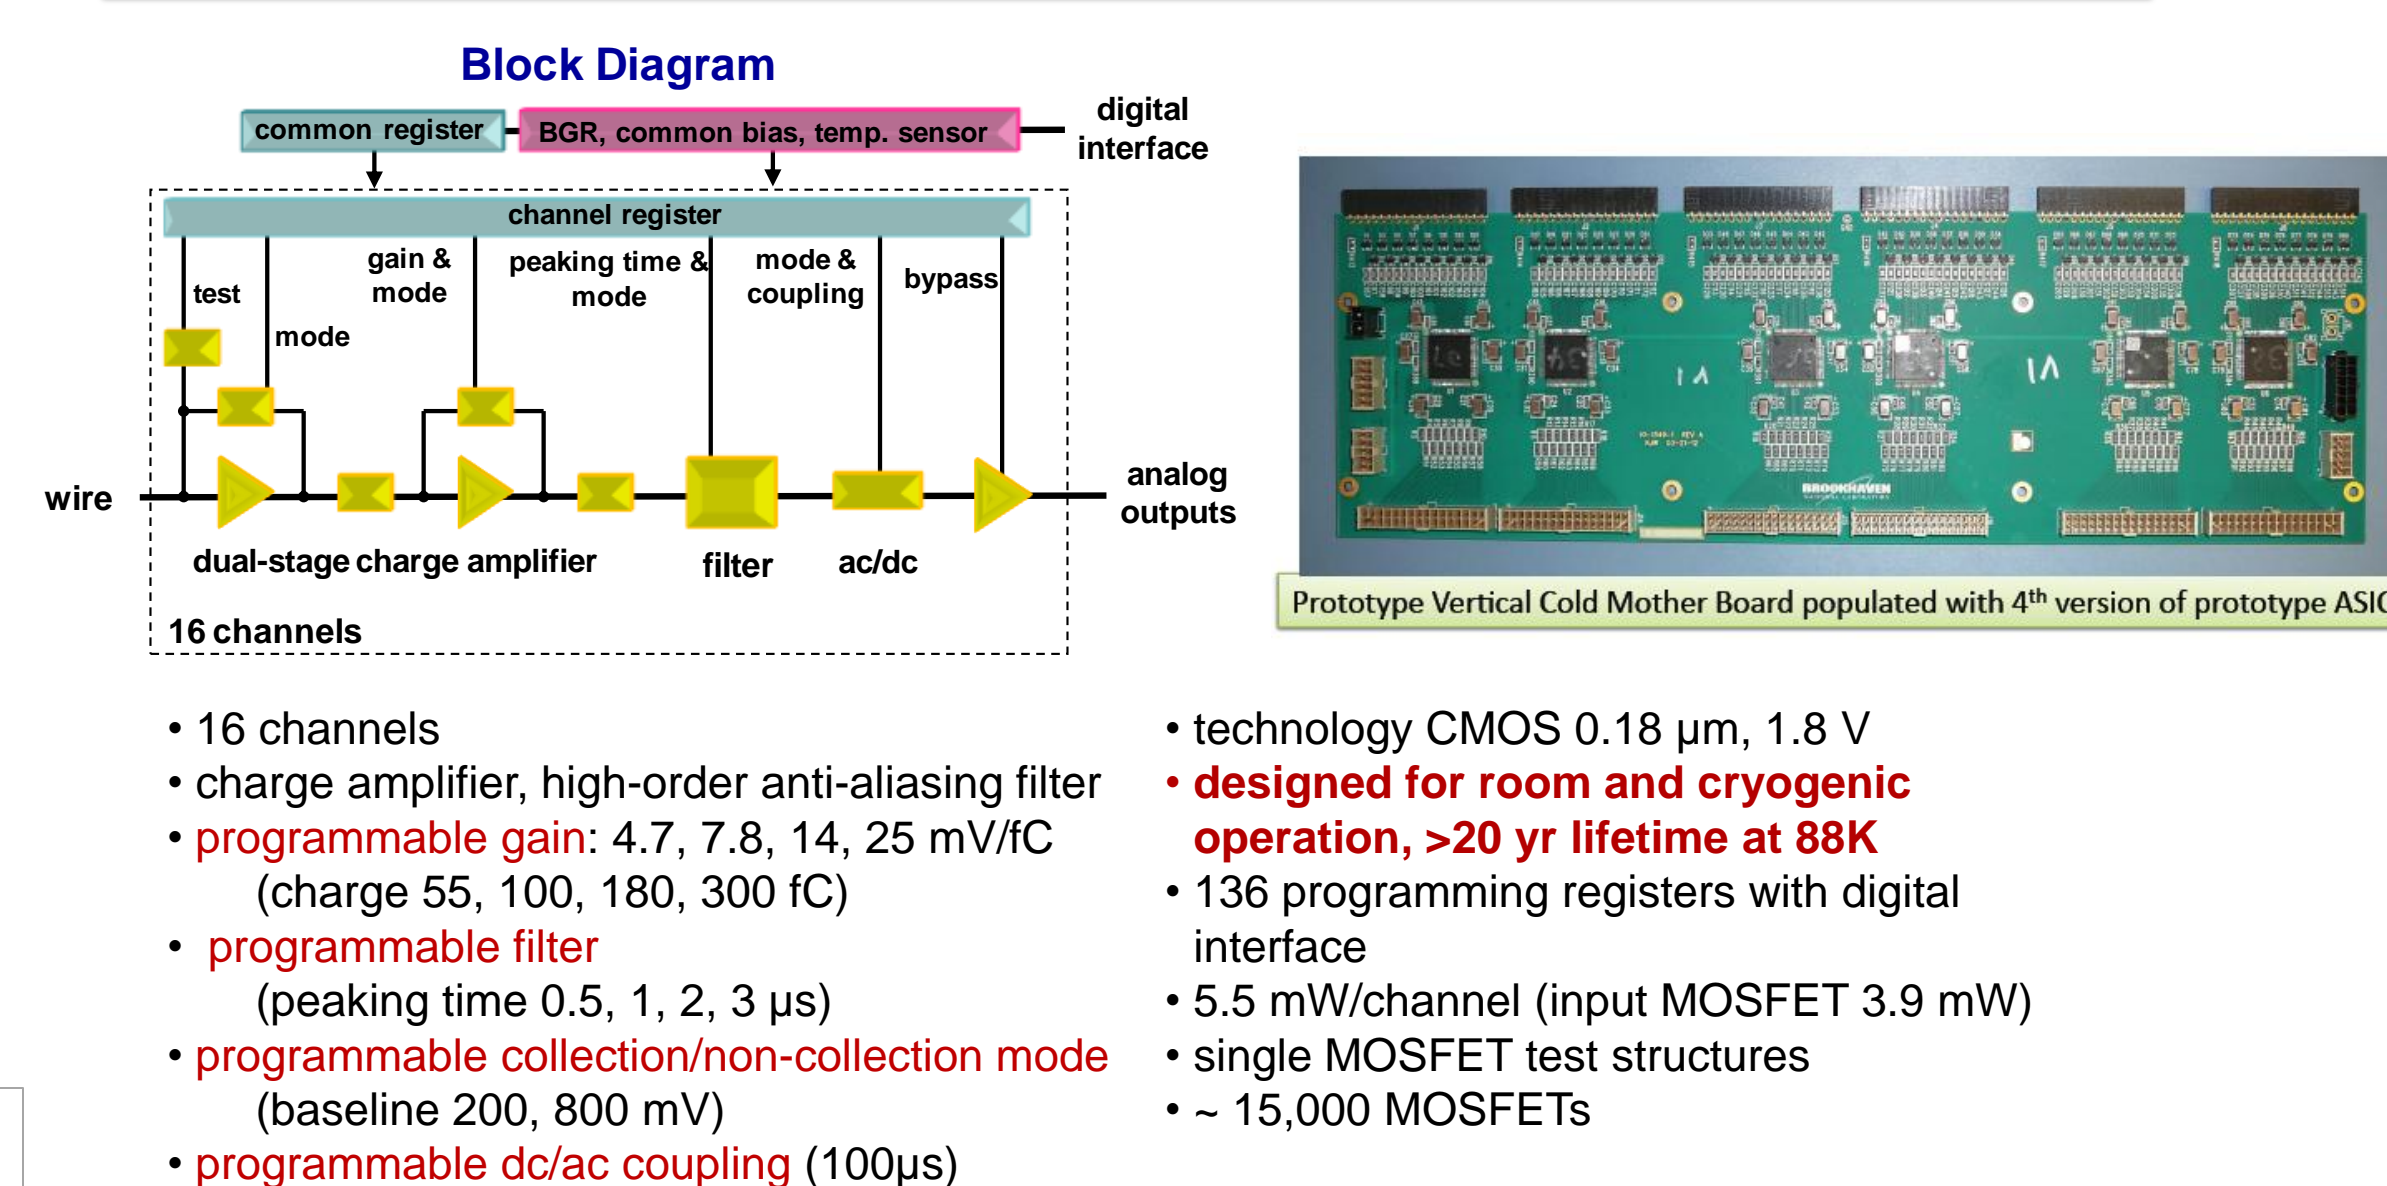 Block Diagram
common register
BGR, common bias, temp. sensor
digital
interface
channel register
test
mode
gain &
mode
peaking time &
mode
mode &
coupling
bypass
wire
analog
outputs
dual-stage charge amplifier
filter
ac/dc
16 channels
BROOKHAVEN
Prototype Vertical Cold Mother Board populated with 4th version of prototype ASIC
• 16 channels
• charge amplifier, high-order anti-aliasing filter
• programmable gain: 4.7, 7.8, 14, 25 mV/fC
(charge 55, 100, 180, 300 fC)
• programmable filter
(peaking time 0.5, 1, 2, 3 µs)
• programmable collection/non-collection mode
(baseline 200, 800 mV)
• programmable dc/ac coupling (100µs)
• technology CMOS 0.18 µm, 1.8 V
• designed for room and cryogenic
operation, >20 yr lifetime at 88K
• 136 programming registers with digital
interface
• 5.5 mW/channel (input MOSFET 3.9 mW)
• single MOSFET test structures
• ~ 15,000 MOSFETs